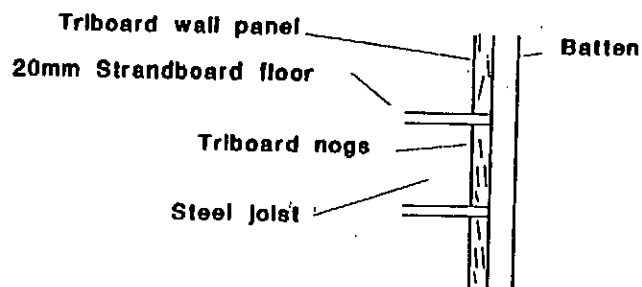 Triboard wall panel
Batten
20mm Strandboard floor
Triboard nogs
Steel joist